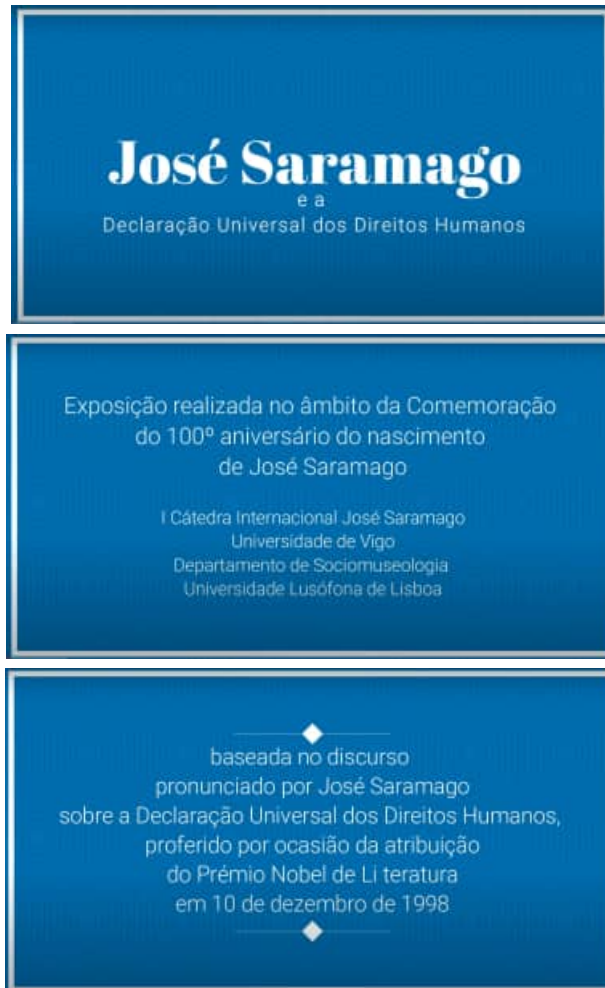 José Saramago
e a
Declaração Universal dos Direitos Humanos
Exposição realizada no âmbito da Comemoração
do 100º aniversário do nascimento
de José Saramago
I Cátedra Internacional José Saramago
Universidade de Vigo
Departamento de Sociomuseologia
Universidade Lusófona de Lisboa
baseada no discurso
pronunciado por José Saramago
sobre a Declaração Universal dos Direitos Humanos,
proferido por ocasião da atribuição
do Prémio Nobel de Li teratura
em 10 de dezembro de 1998